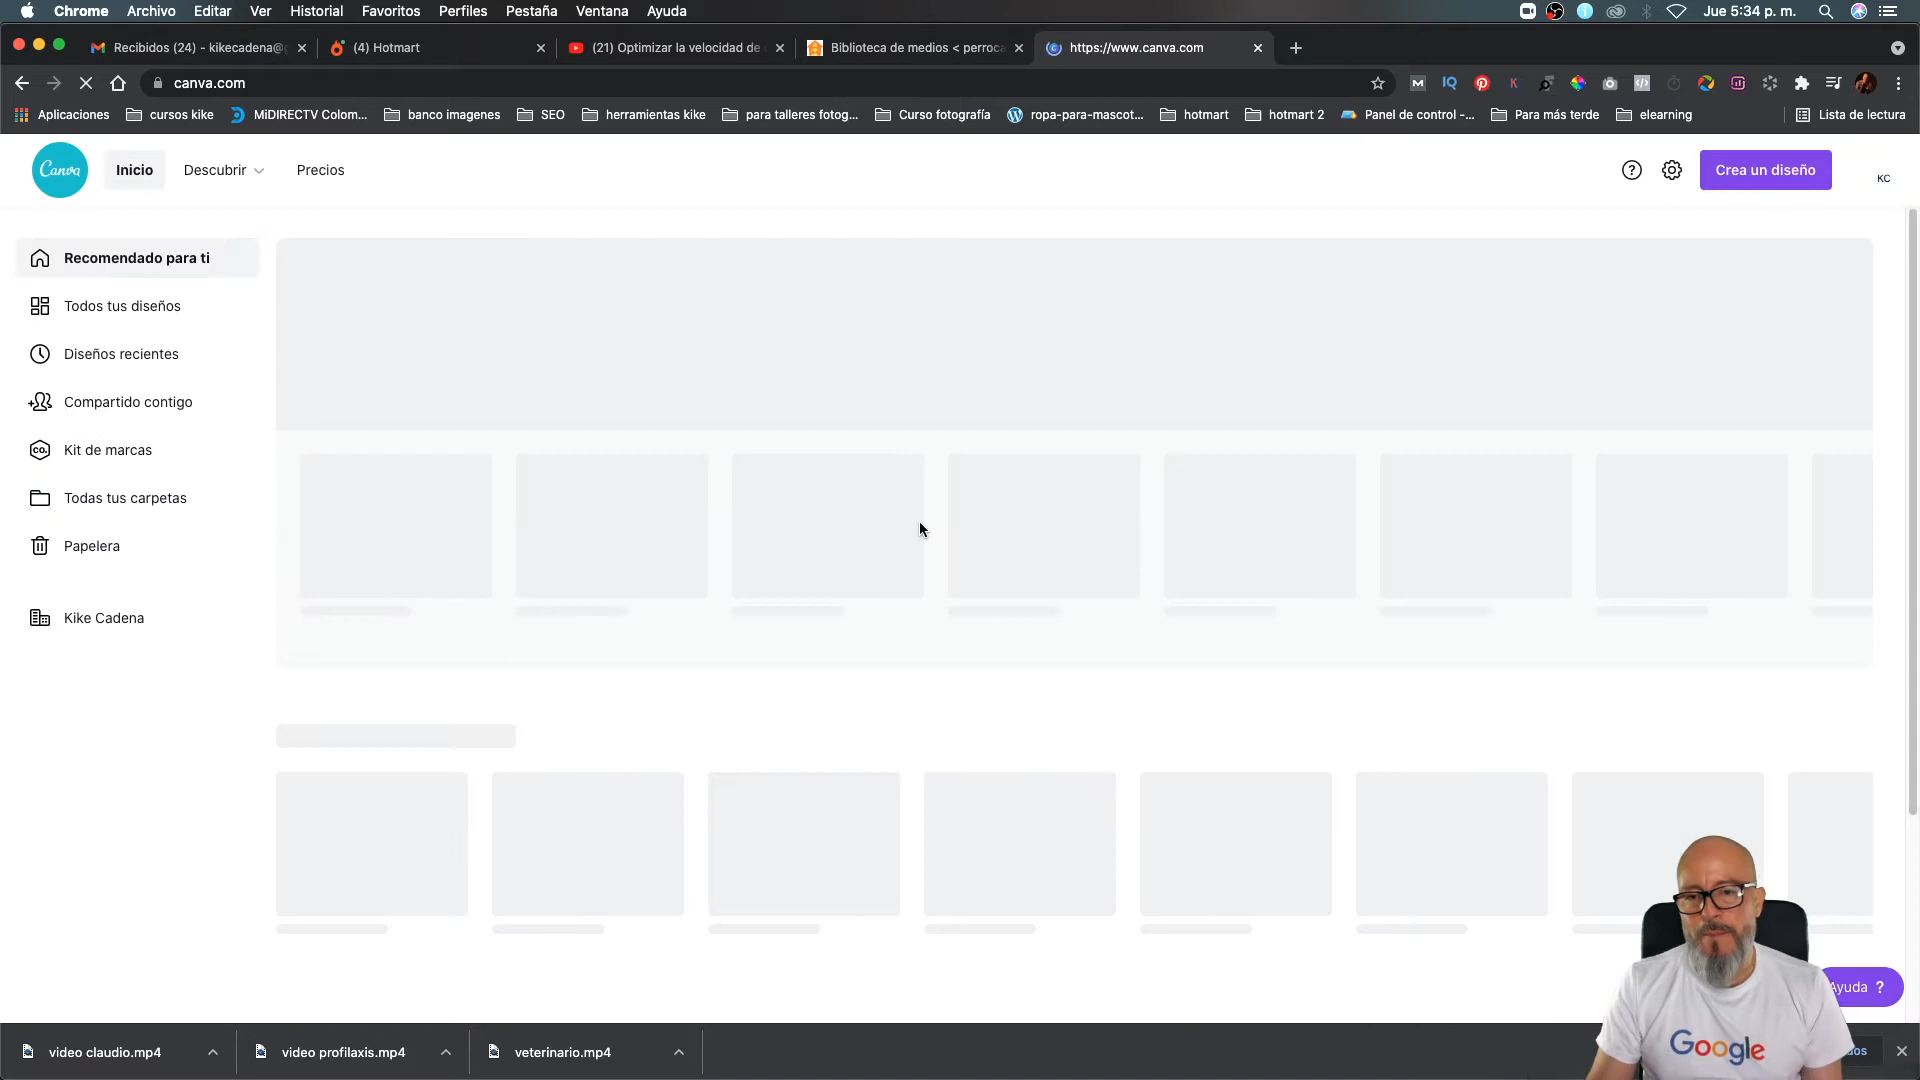 Chrome Archivo Editar Ver Historial Favoritos Perfiles Pestaña Ventana Ayuda Jue 5:34 p. m.
Recibidos (24) - kikecadena@ (4) Hotmart (21) Optimizar la velocidad de Biblioteca de medios < perroca https://www.canva.com
canva.com
Aplicaciones cursos kike MiDIRECTV Colom... banco imagenes SEO herramientas kike para talleres fotog... Curso fotografía ropa-para-mascot... hotmart hotmart 2 Panel de control -... Para más terde elearning Lista de lectura
Canva Inicio Descubrir Precios ? Crea un diseño KC
Recomendado para ti
Todos tus diseños
Diseños recientes
Compartido contigo
co. Kit de marcas
Todas tus carpetas
Papelera
Kike Cadena
Ayuda ?
Google
video claudio.mp4 video profilaxis.mp4 veterinario.mp4